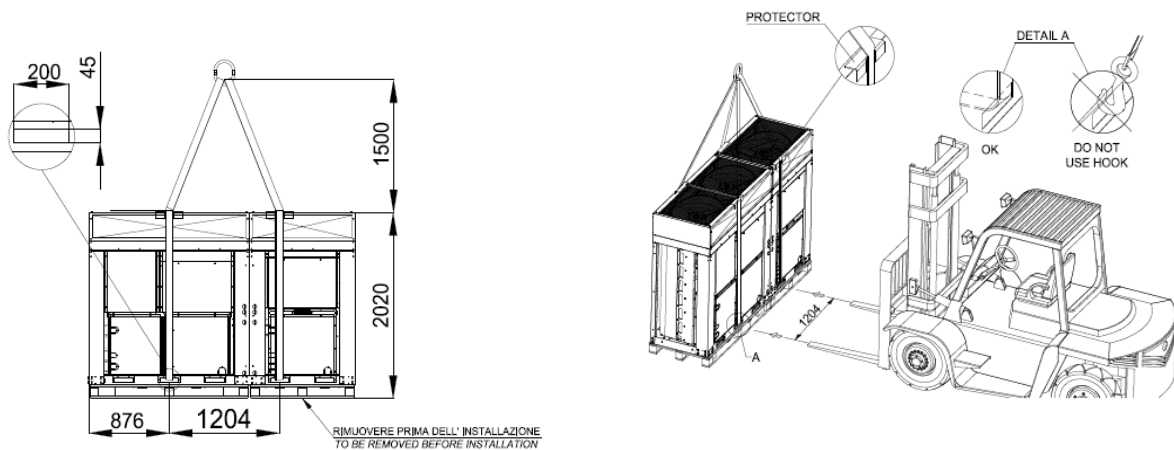 200
45
1500
2020
876
1204
RIMUOVERE PRIMA DELL' INSTALLAZIONE
TO BE REMOVED BEFORE INSTALLATION
PROTECTOR
DETAIL A
OK
DO NOT
USE HOOK
1204
A